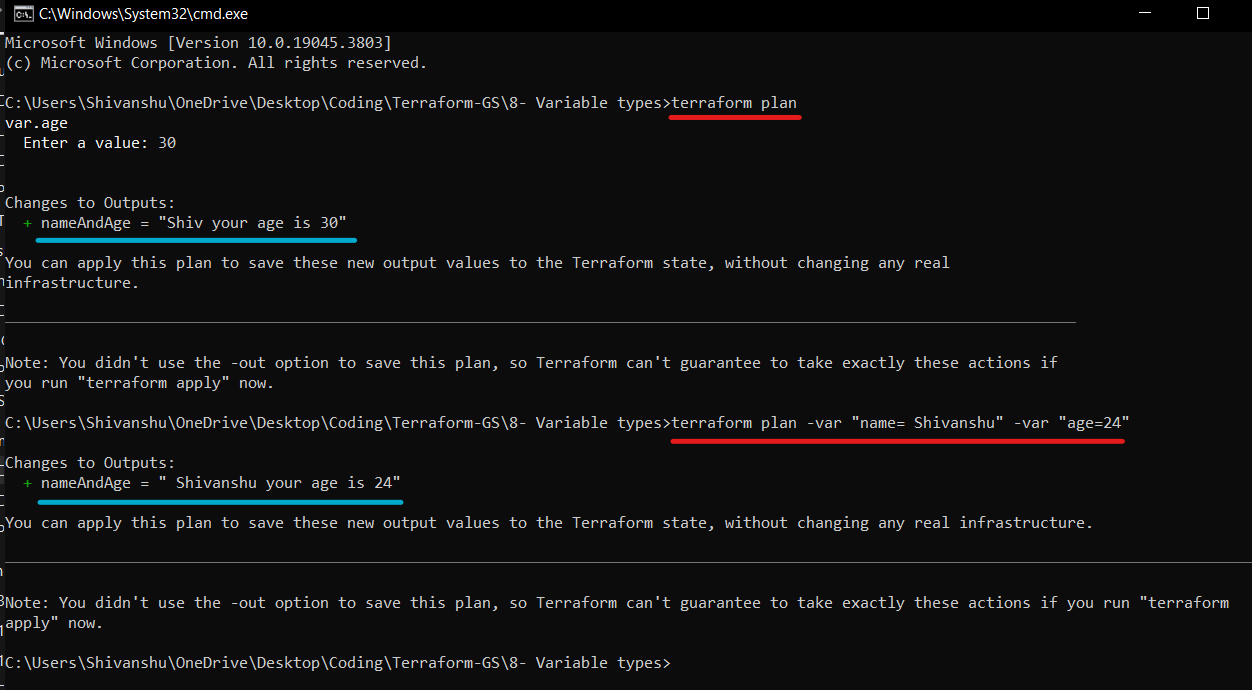 C:\Windows\System32\cmd.exe
Microsoft Windows [Version 10.0.19045.3803]
(c) Microsoft Corporation. All rights reserved.
C:\Users\Shivanshu\OneDrive\Desktop\Coding\Terraform-GS\8- Variable types>terraform plan
var.age
  Enter a value: 30
Changes to Outputs:
  + nameAndAge = "Shiv your age is 30"
You can apply this plan to save these new output values to the Terraform state, without changing any real
infrastructure.
Note: You didn't use the -out option to save this plan, so Terraform can't guarantee to take exactly these actions if
you run "terraform apply" now.
C:\Users\Shivanshu\OneDrive\Desktop\Coding\Terraform-GS\8- Variable types>terraform plan -var "name= Shivanshu" -var "age=24"
Changes to Outputs:
  + nameAndAge = " Shivanshu your age is 24"
You can apply this plan to save these new output values to the Terraform state, without changing any real infrastructure.
Note: You didn't use the -out option to save this plan, so Terraform can't guarantee to take exactly these actions if you run "terraform
apply" now.
C:\Users\Shivanshu\OneDrive\Desktop\Coding\Terraform-GS\8- Variable types>